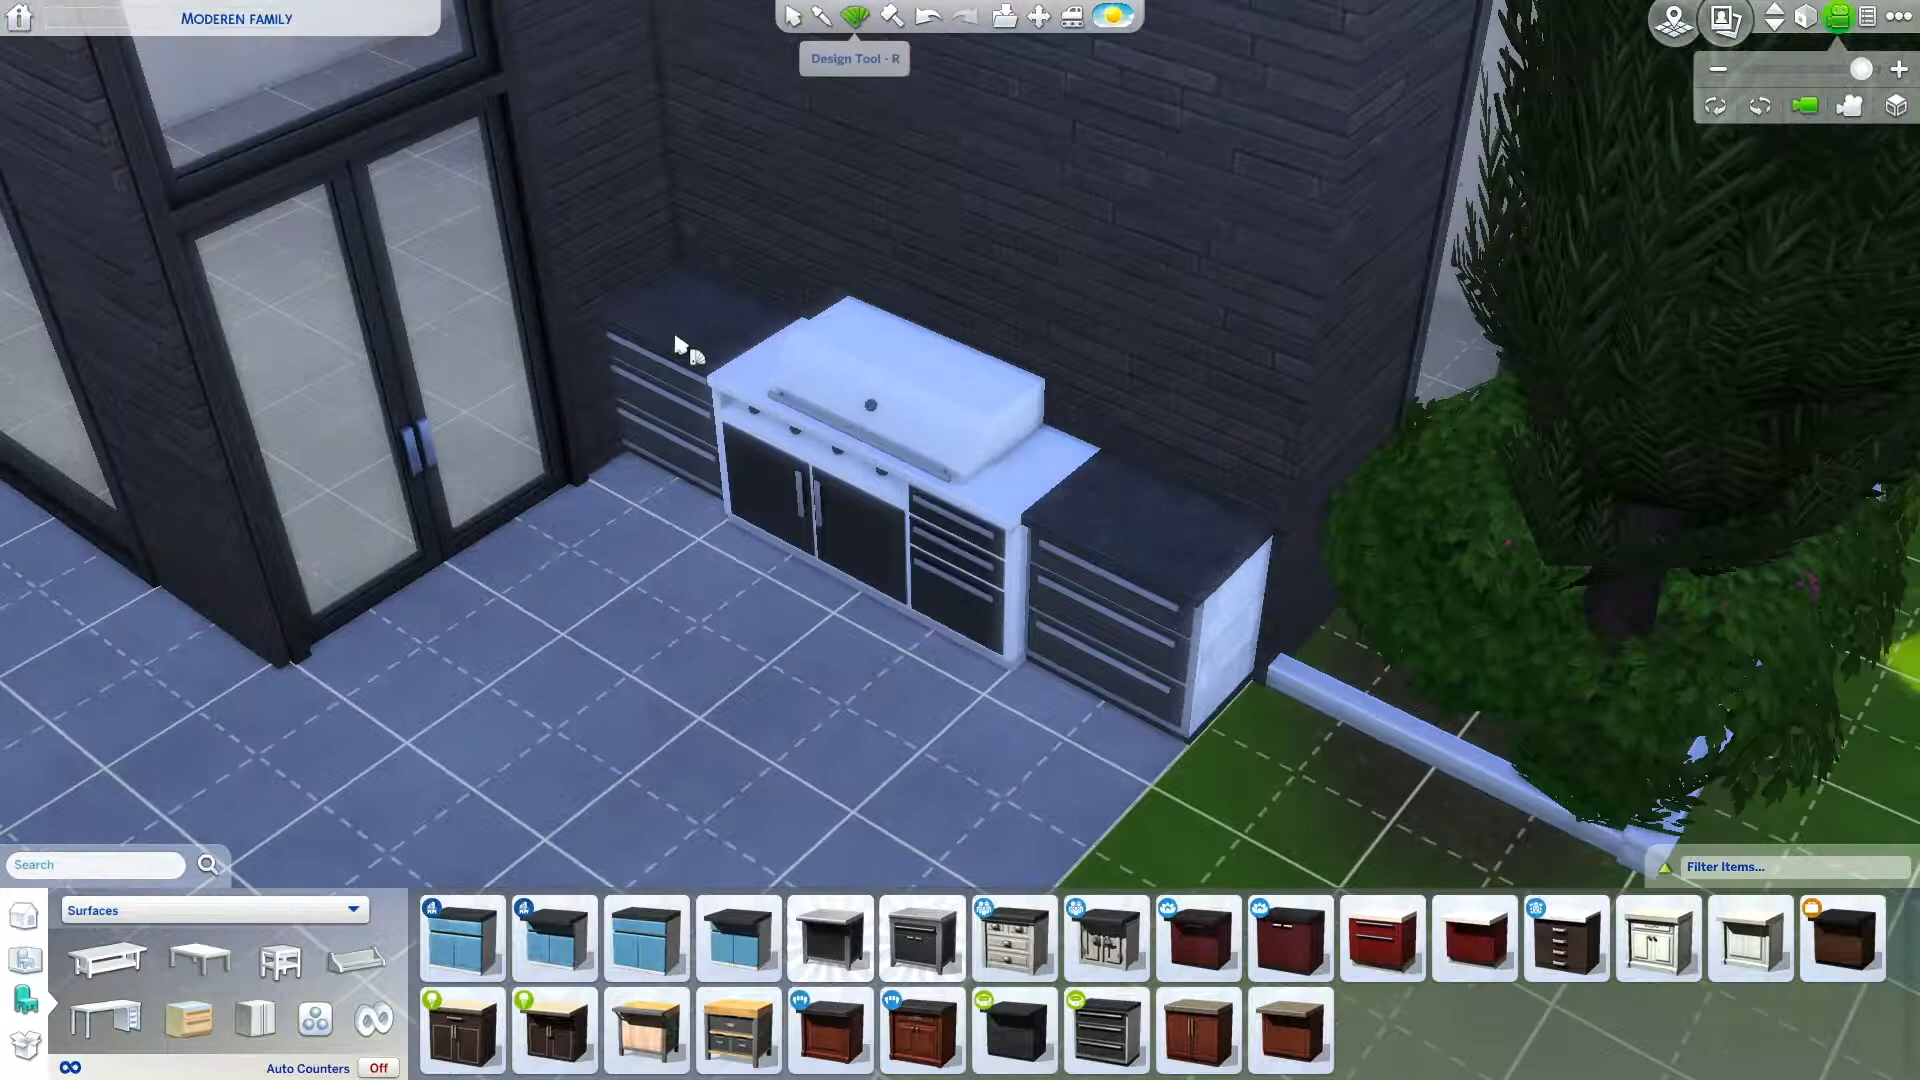 MODEREN FAMILY
Design Tool - R
Search
Filter Items...
Surfaces
Auto Counters
Off